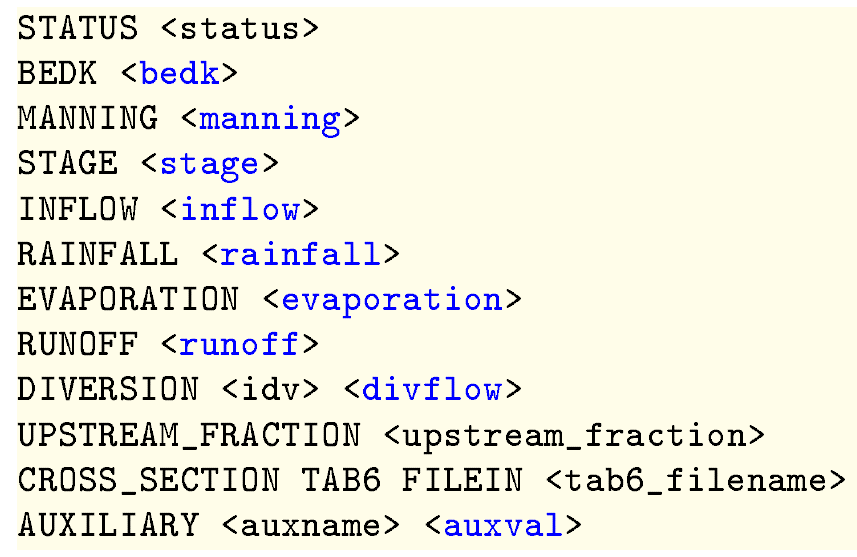 STATUS <status>
BEDK <bedk>
MANNING <manning>
STAGE <stage>
INFLOW <inflow>
RAINFALL <rainfall>
EVAPORATION <evaporation>
RUNOFF <runoff>
DIVERSION <idv> <divflow>
UPSTREAM_FRACTION <upstream_fraction>
CROSS_SECTION TAB6 FILEIN <tab6_filename>
AUXILIARY <auxname> <auxval>